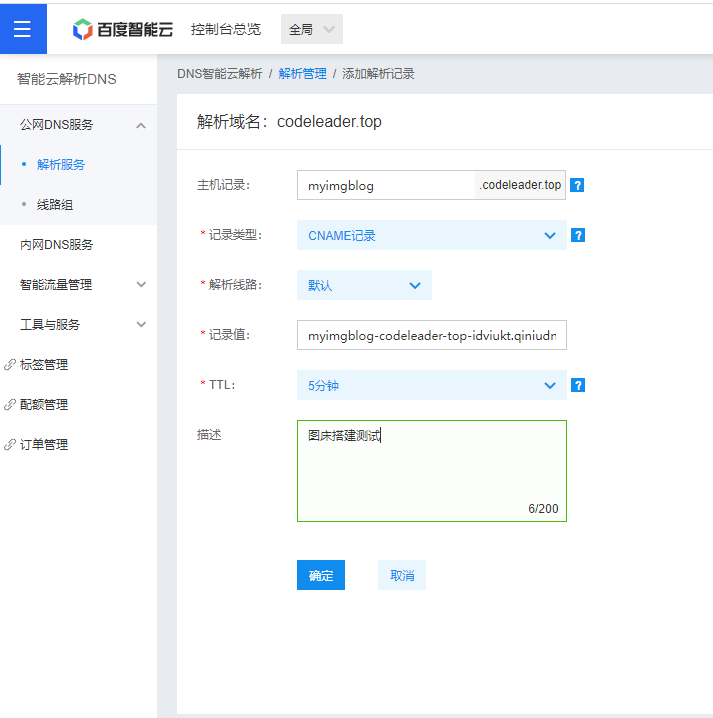 百度智能云 控制台总览 全局
智能云解析DNS
公网DNS服务
解析服务
线路组
内网DNS服务
智能流量管理
工具与服务
标签管理
配额管理
订单管理
DNS智能云解析 / 解析管理 / 添加解析记录
解析域名：codeleader.top
主机记录： myimgblog .codeleader.top ?
* 记录类型： CNAME记录 ?
* 解析线路： 默认
* 记录值： myimgblog-codeleader-top-idviukt.qiniudn
* TTL： 5分钟 ?
描述 图床搭建测试
6/200
确定 取消